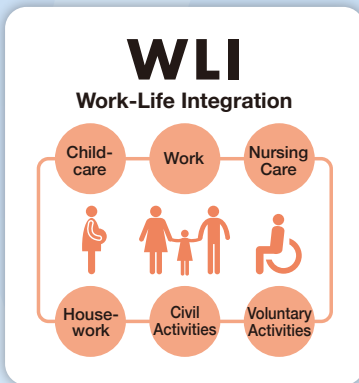 WLI
Work-Life Integration
Child-
care
Work
Nursing
Care
House-
work
Civil
Activities
Voluntary
Activities